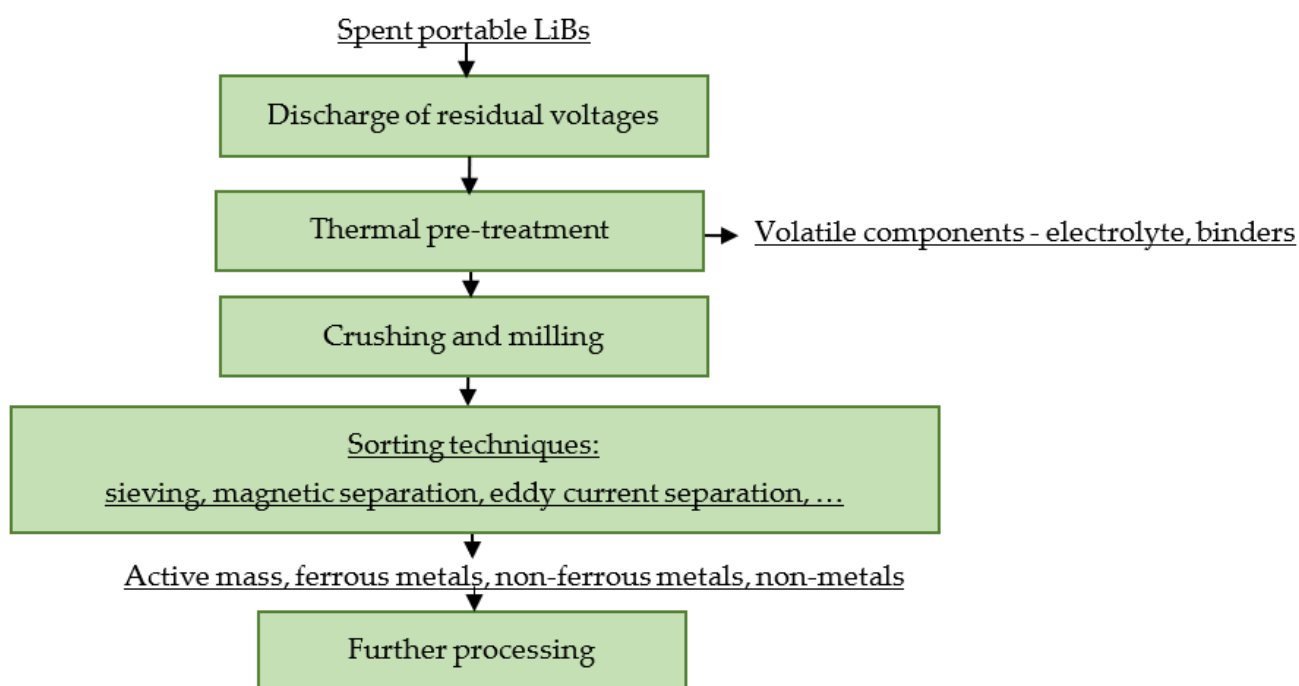 Spent portable LiBs
Discharge of residual voltages
Thermal pre-treatment
Volatile components - electrolyte, binders
Crushing and milling
Sorting techniques:
sieving, magnetic separation, eddy current separation, …
Active mass, ferrous metals, non-ferrous metals, non-metals
Further processing